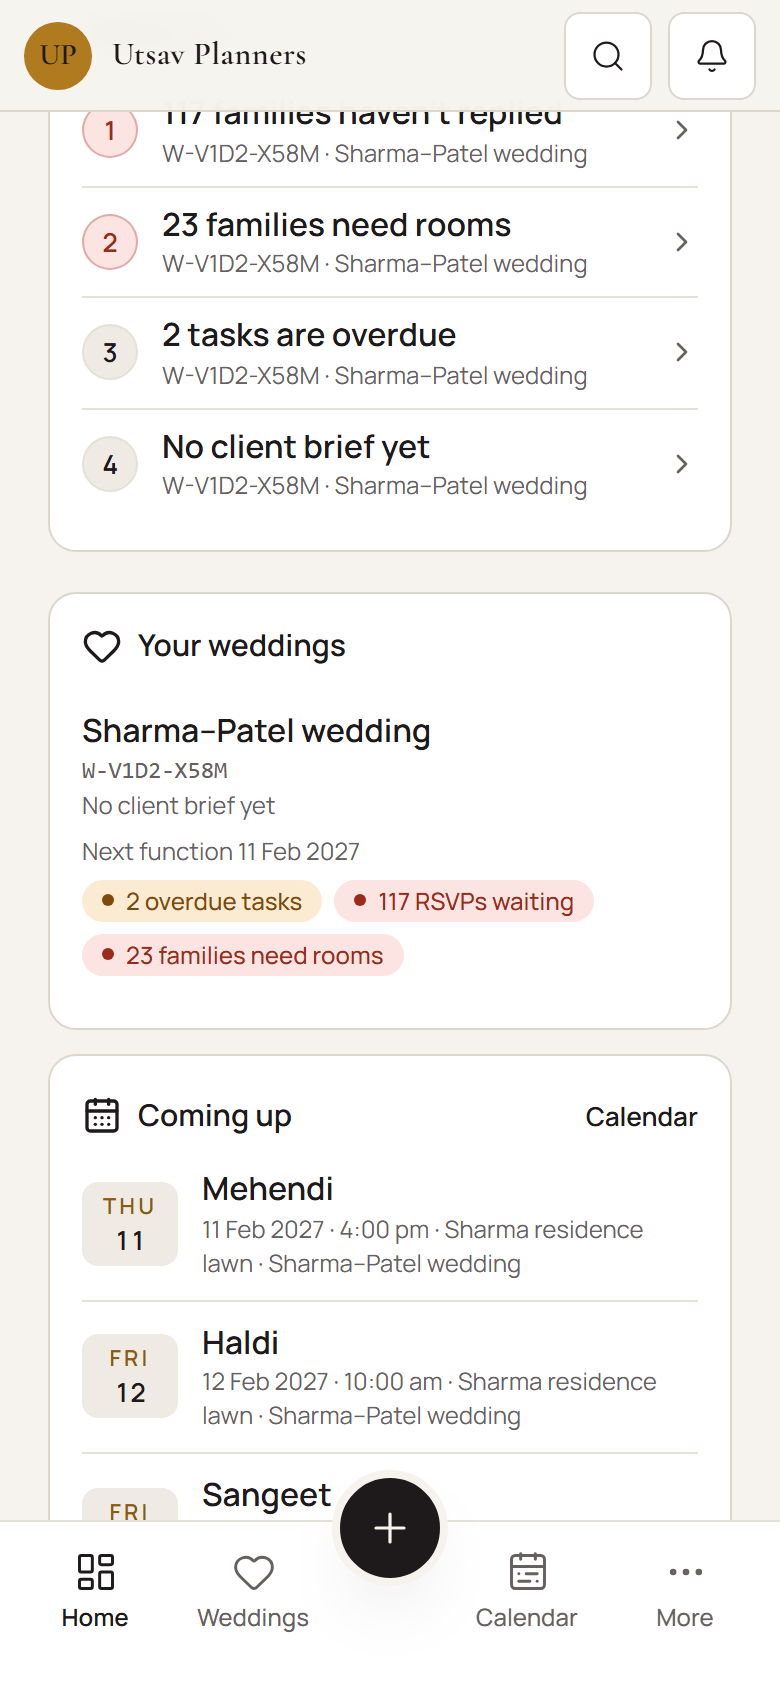 UP
Utsav Planners
1
117 families haven't replied
W-V1D2-X58M · Sharma–Patel wedding
2
23 families need rooms
W-V1D2-X58M · Sharma–Patel wedding
3
2 tasks are overdue
W-V1D2-X58M · Sharma–Patel wedding
4
No client brief yet
W-V1D2-X58M · Sharma–Patel wedding
Your weddings
Sharma–Patel wedding
W-V1D2-X58M
No client brief yet
Next function 11 Feb 2027
2 overdue tasks
117 RSVPs waiting
23 families need rooms
Coming up
Calendar
THU
11
Mehendi
11 Feb 2027 · 4:00 pm · Sharma residence
lawn · Sharma–Patel wedding
FRI
12
Haldi
12 Feb 2027 · 10:00 am · Sharma residence
lawn · Sharma–Patel wedding
FRI
Sangeet
Home
Weddings
Calendar
More